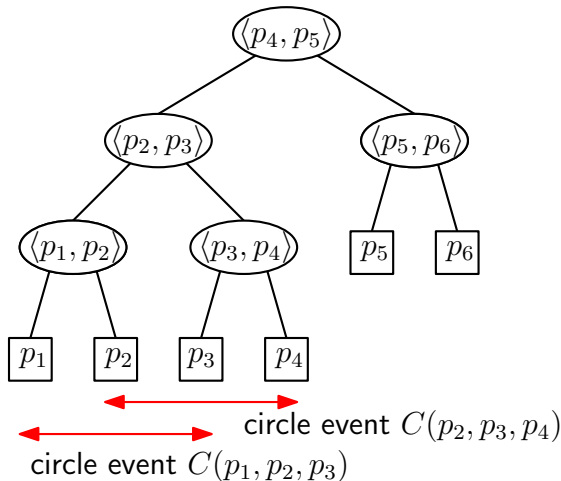 ⟨p₄, p₅⟩
⟨p₂, p₃⟩ ⟨p₅, p₆⟩
⟨p₁, p₂⟩ ⟨p₃, p₄⟩ p₅ p₆
p₁ p₂ p₃ p₄
circle event C(p₂, p₃, p₄)
circle event C(p₁, p₂, p₃)